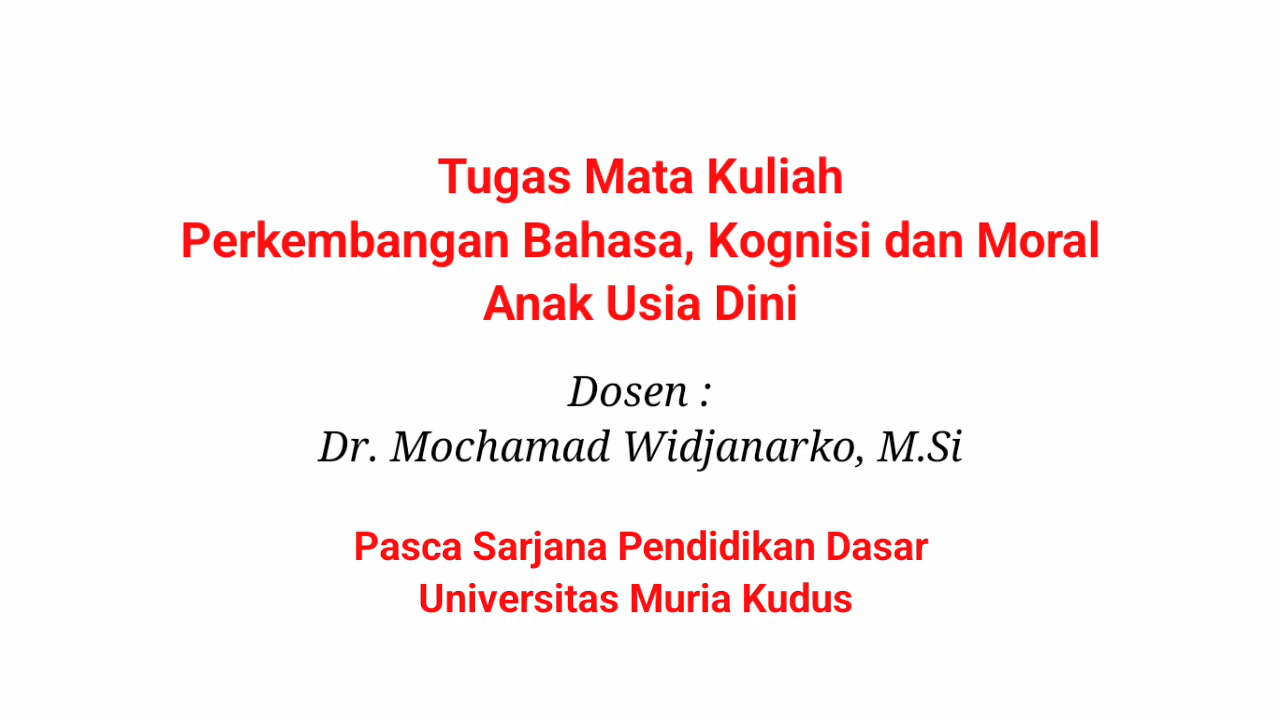 Tugas Mata Kuliah
Perkembangan Bahasa, Kognisi dan Moral
Anak Usia Dini
Dosen :
Dr. Mochamad Widjanarko, M.Si
Pasca Sarjana Pendidikan Dasar
Universitas Muria Kudus